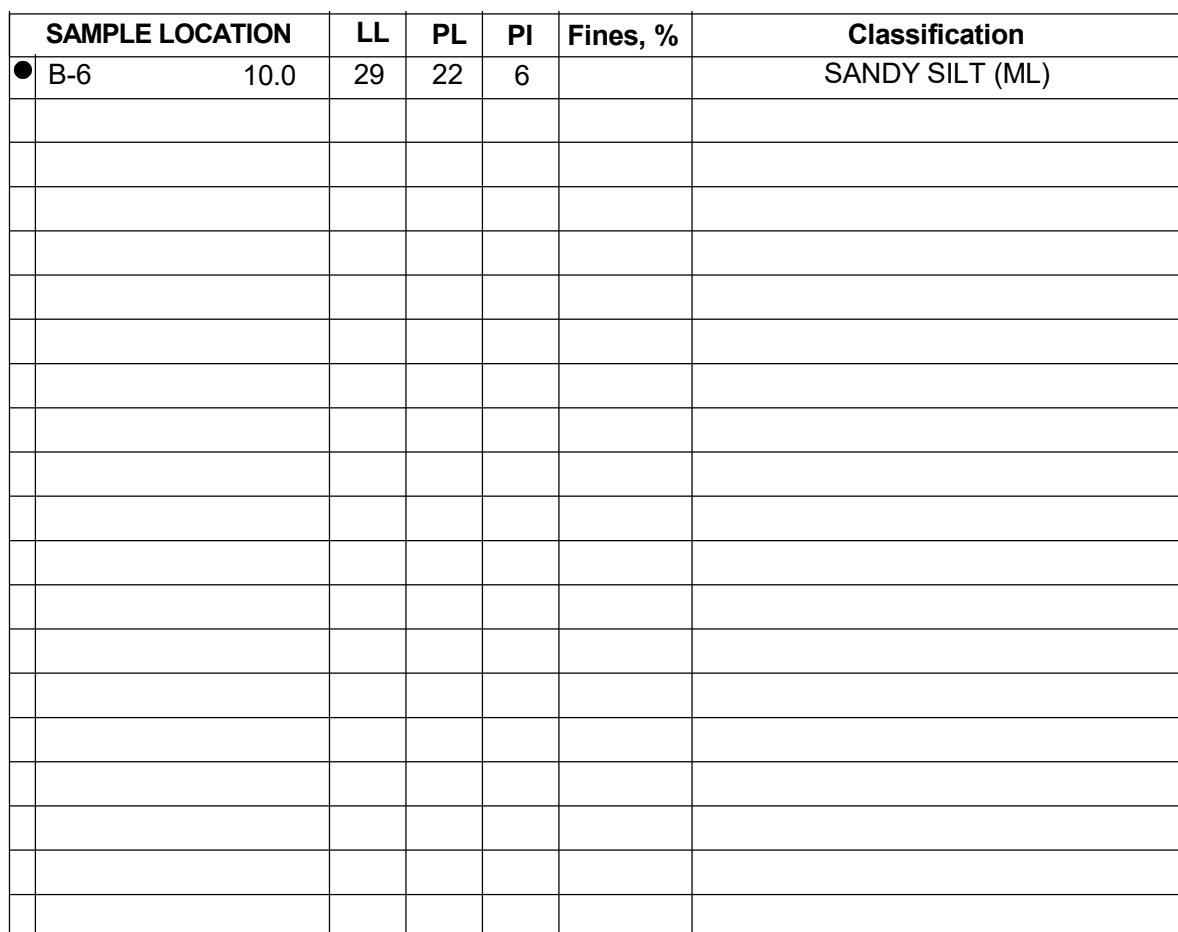 SAMPLE LOCATION LL PL PI Fines, % Classification
B-6 10.0 29 22 6 SANDY SILT (ML)